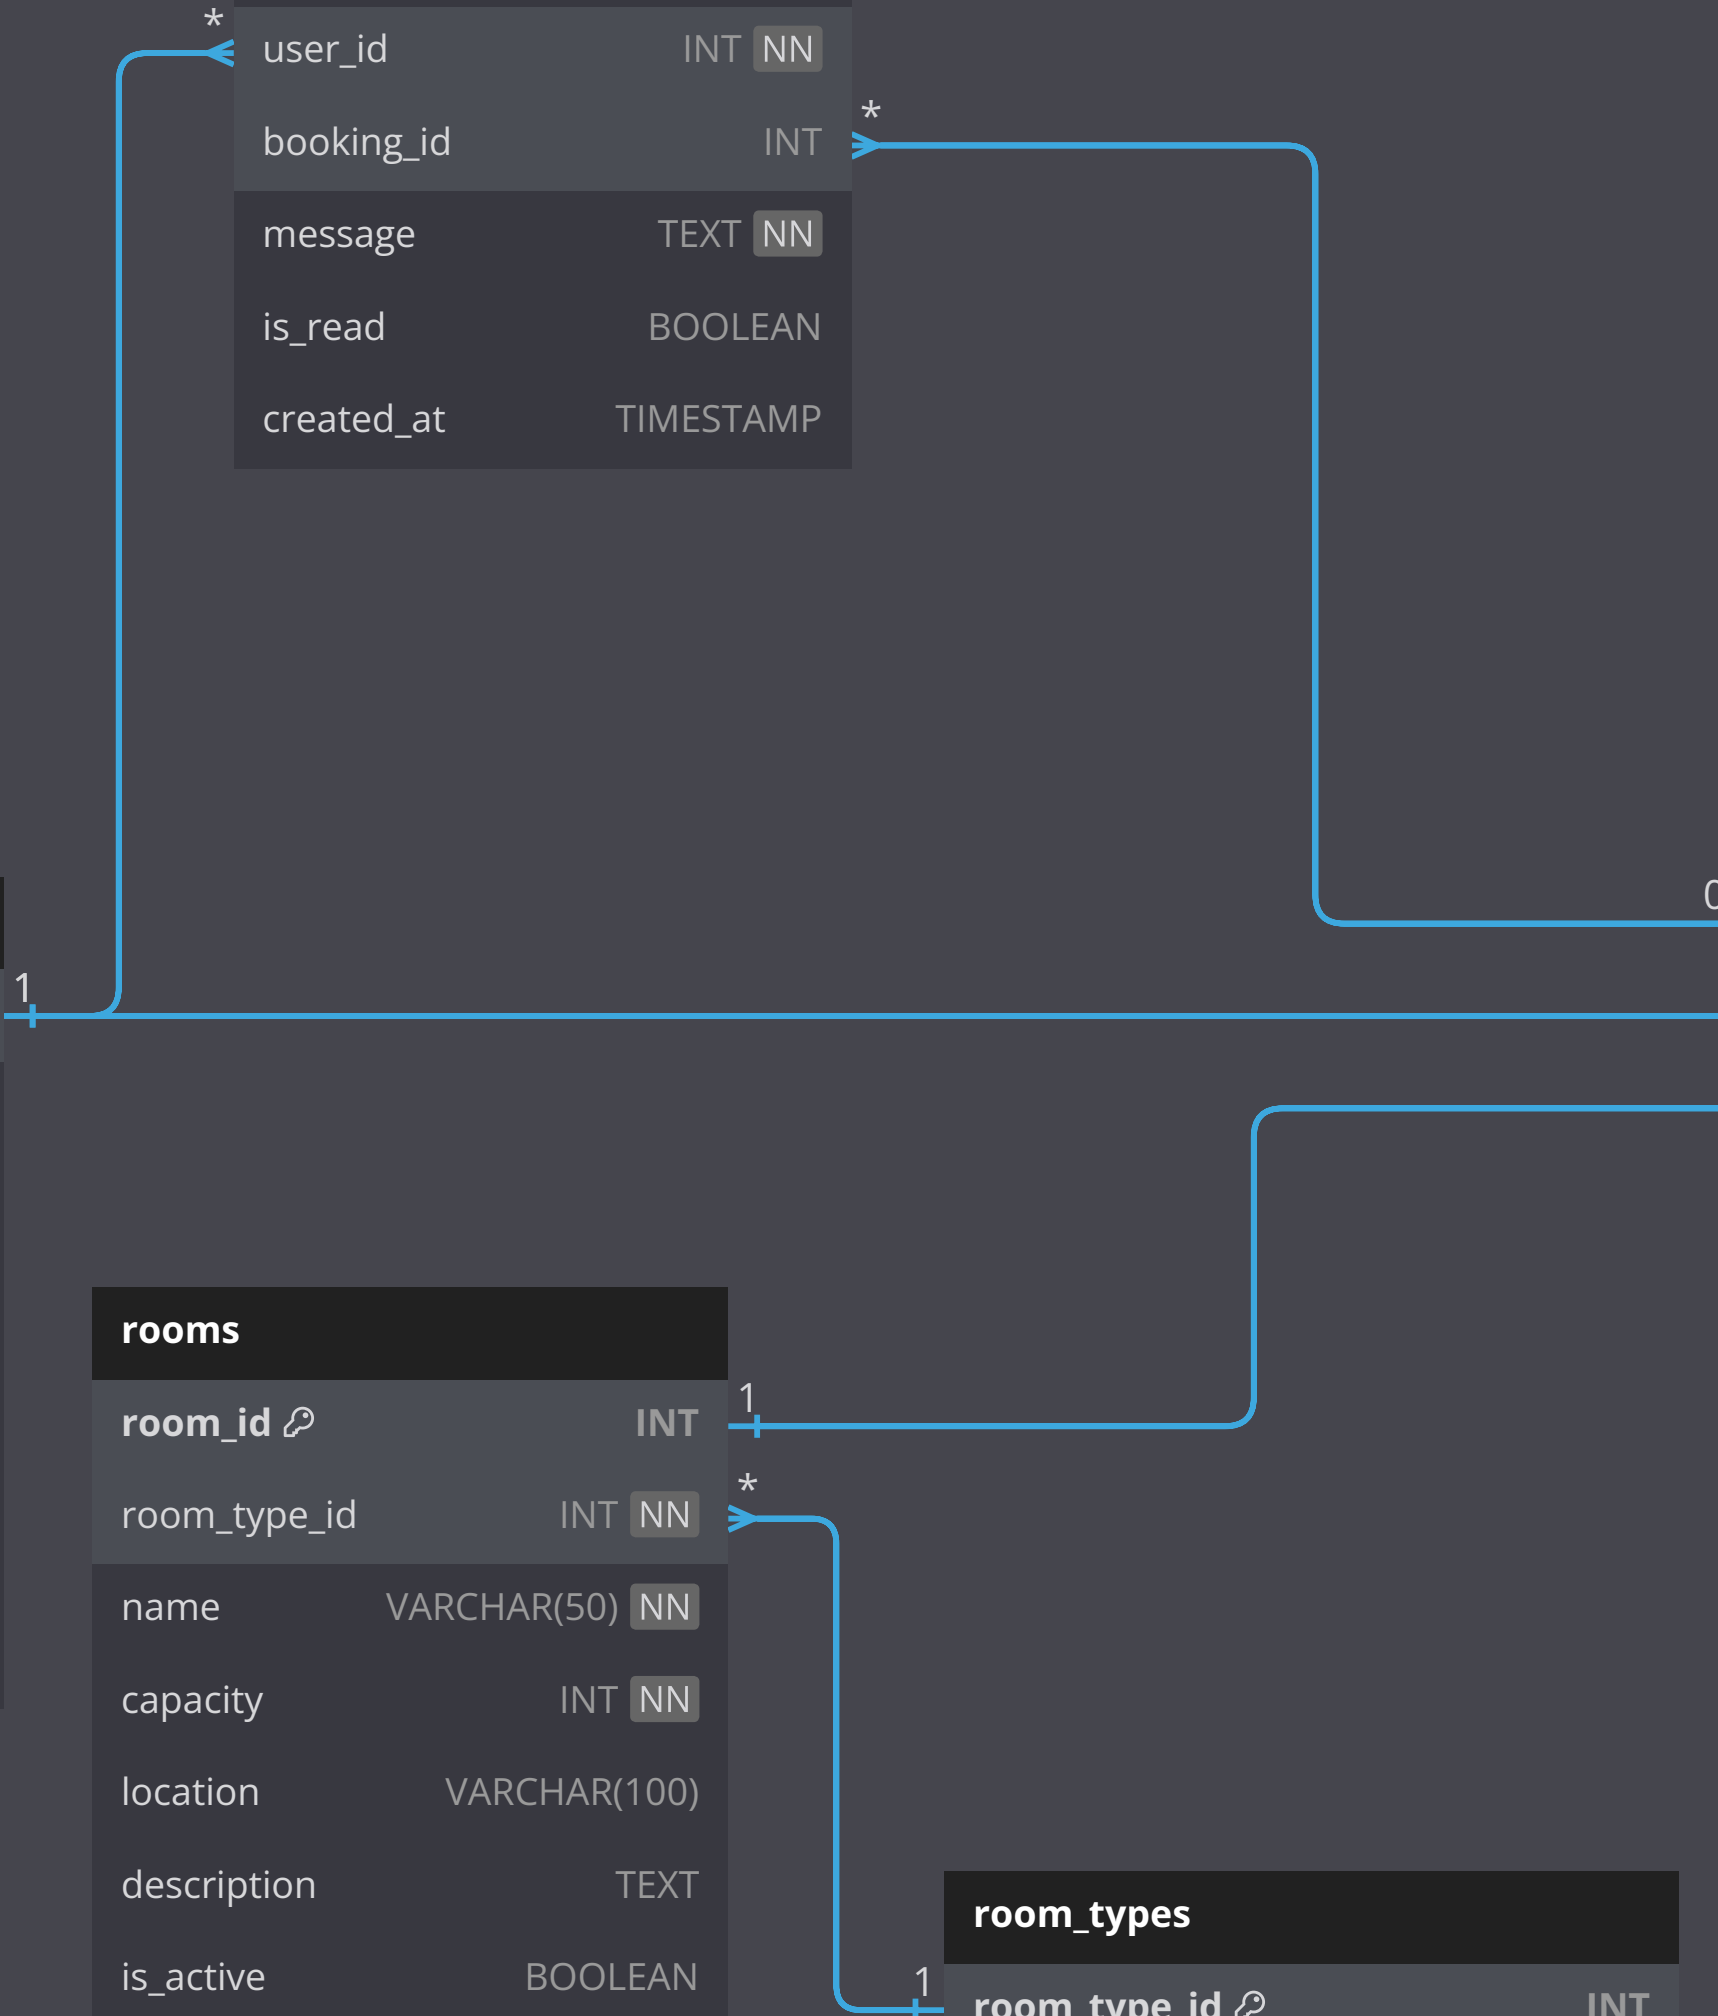 *
user_id INT NN
*
booking_id INT
message TEXT NN
is_read BOOLEAN
created_at TIMESTAMP
1
rooms
1
room_id INT
*
room_type_id INT NN
name VARCHAR(50) NN
capacity INT NN
location VARCHAR(100)
description TEXT
room_types
is_active BOOLEAN
1
room_type_id INT